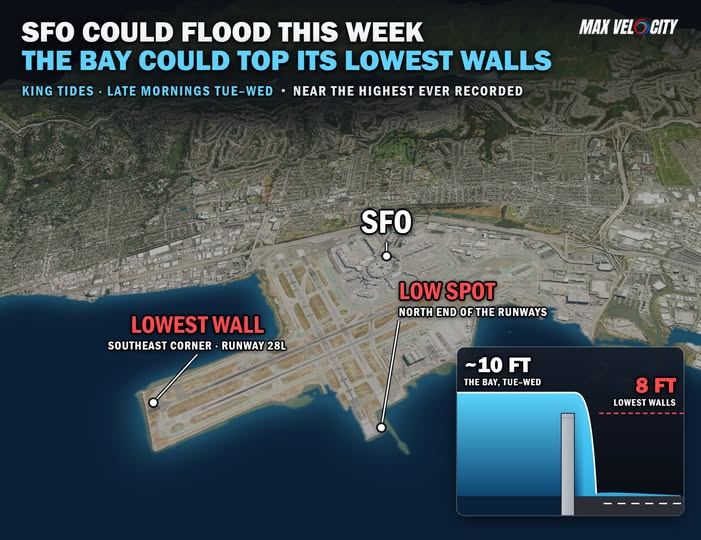 SFO COULD FLOOD THIS WEEK
MAX VELOCITY
THE BAY COULD TOP ITS LOWEST WALLS
KING TIDES · LATE MORNINGS TUE–WED · NEAR THE HIGHEST EVER RECORDED
SFO
LOW SPOT
NORTH END OF THE RUNWAYS
LOWEST WALL
SOUTHEAST CORNER · RUNWAY 28L
~10 FT
THE BAY, TUE–WED
8 FT
LOWEST WALLS